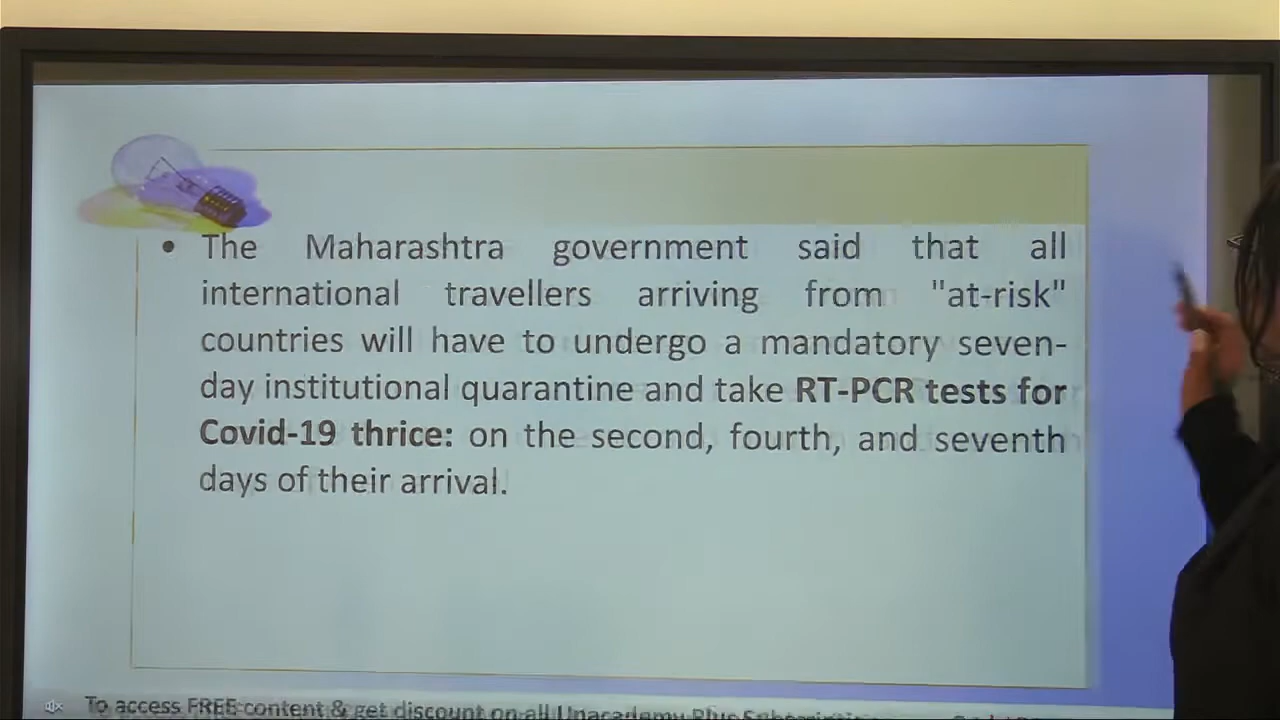 • The Maharashtra government said that all
international travellers arriving from "at-risk"
countries will have to undergo a mandatory seven-
day institutional quarantine and take RT-PCR tests for
Covid-19 thrice: on the second, fourth, and seventh
days of their arrival.
To access FREE content & get discount on all Unacademy Plus